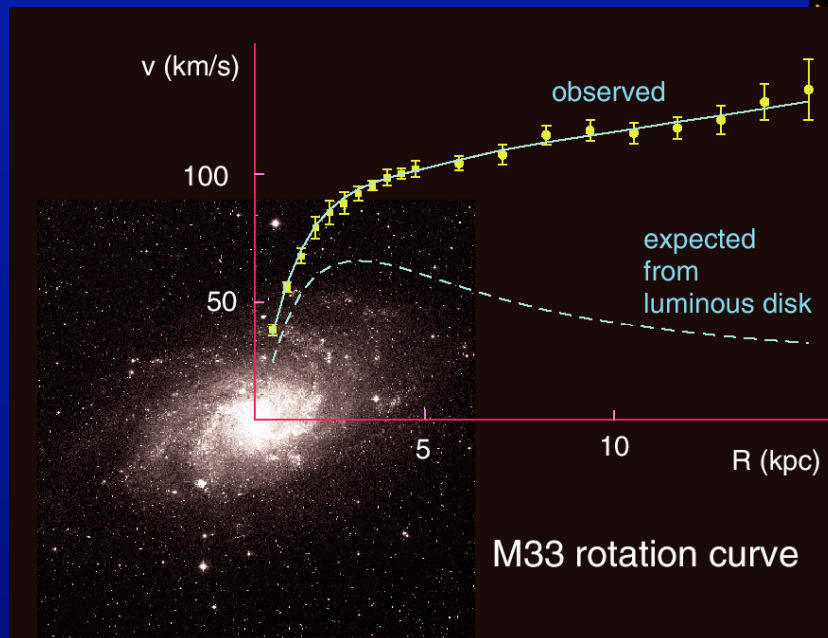 v (km/s)
observed
100
expected
from
luminous disk
50
5
10
R (kpc)
M33 rotation curve